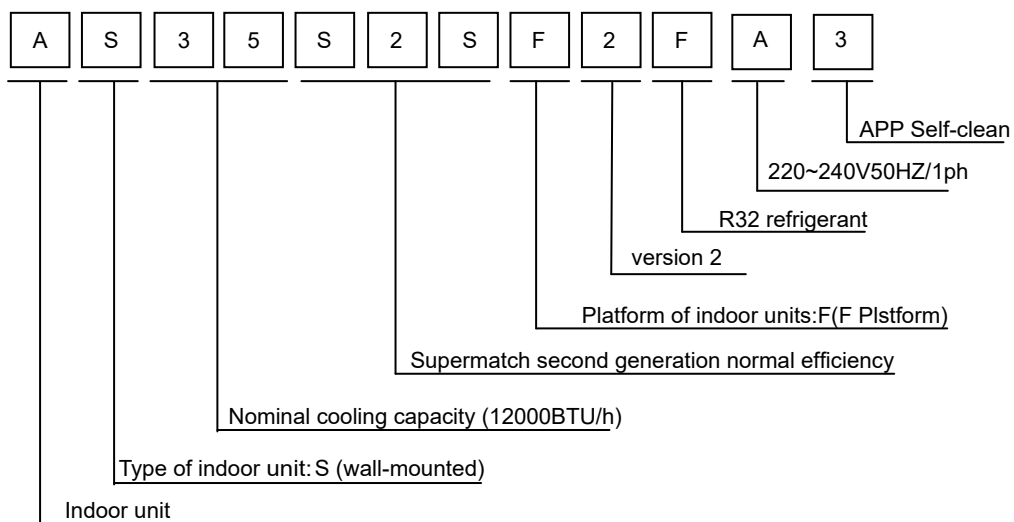 A S 3 5 S 2 S F 2 F A 3
APP Self-clean
220~240V50HZ/1ph
R32 refrigerant
version 2
Platform of indoor units:F(F Plstform)
Supermatch second generation normal efficiency
Nominal cooling capacity (12000BTU/h)
Type of indoor unit: S (wall-mounted)
Indoor unit